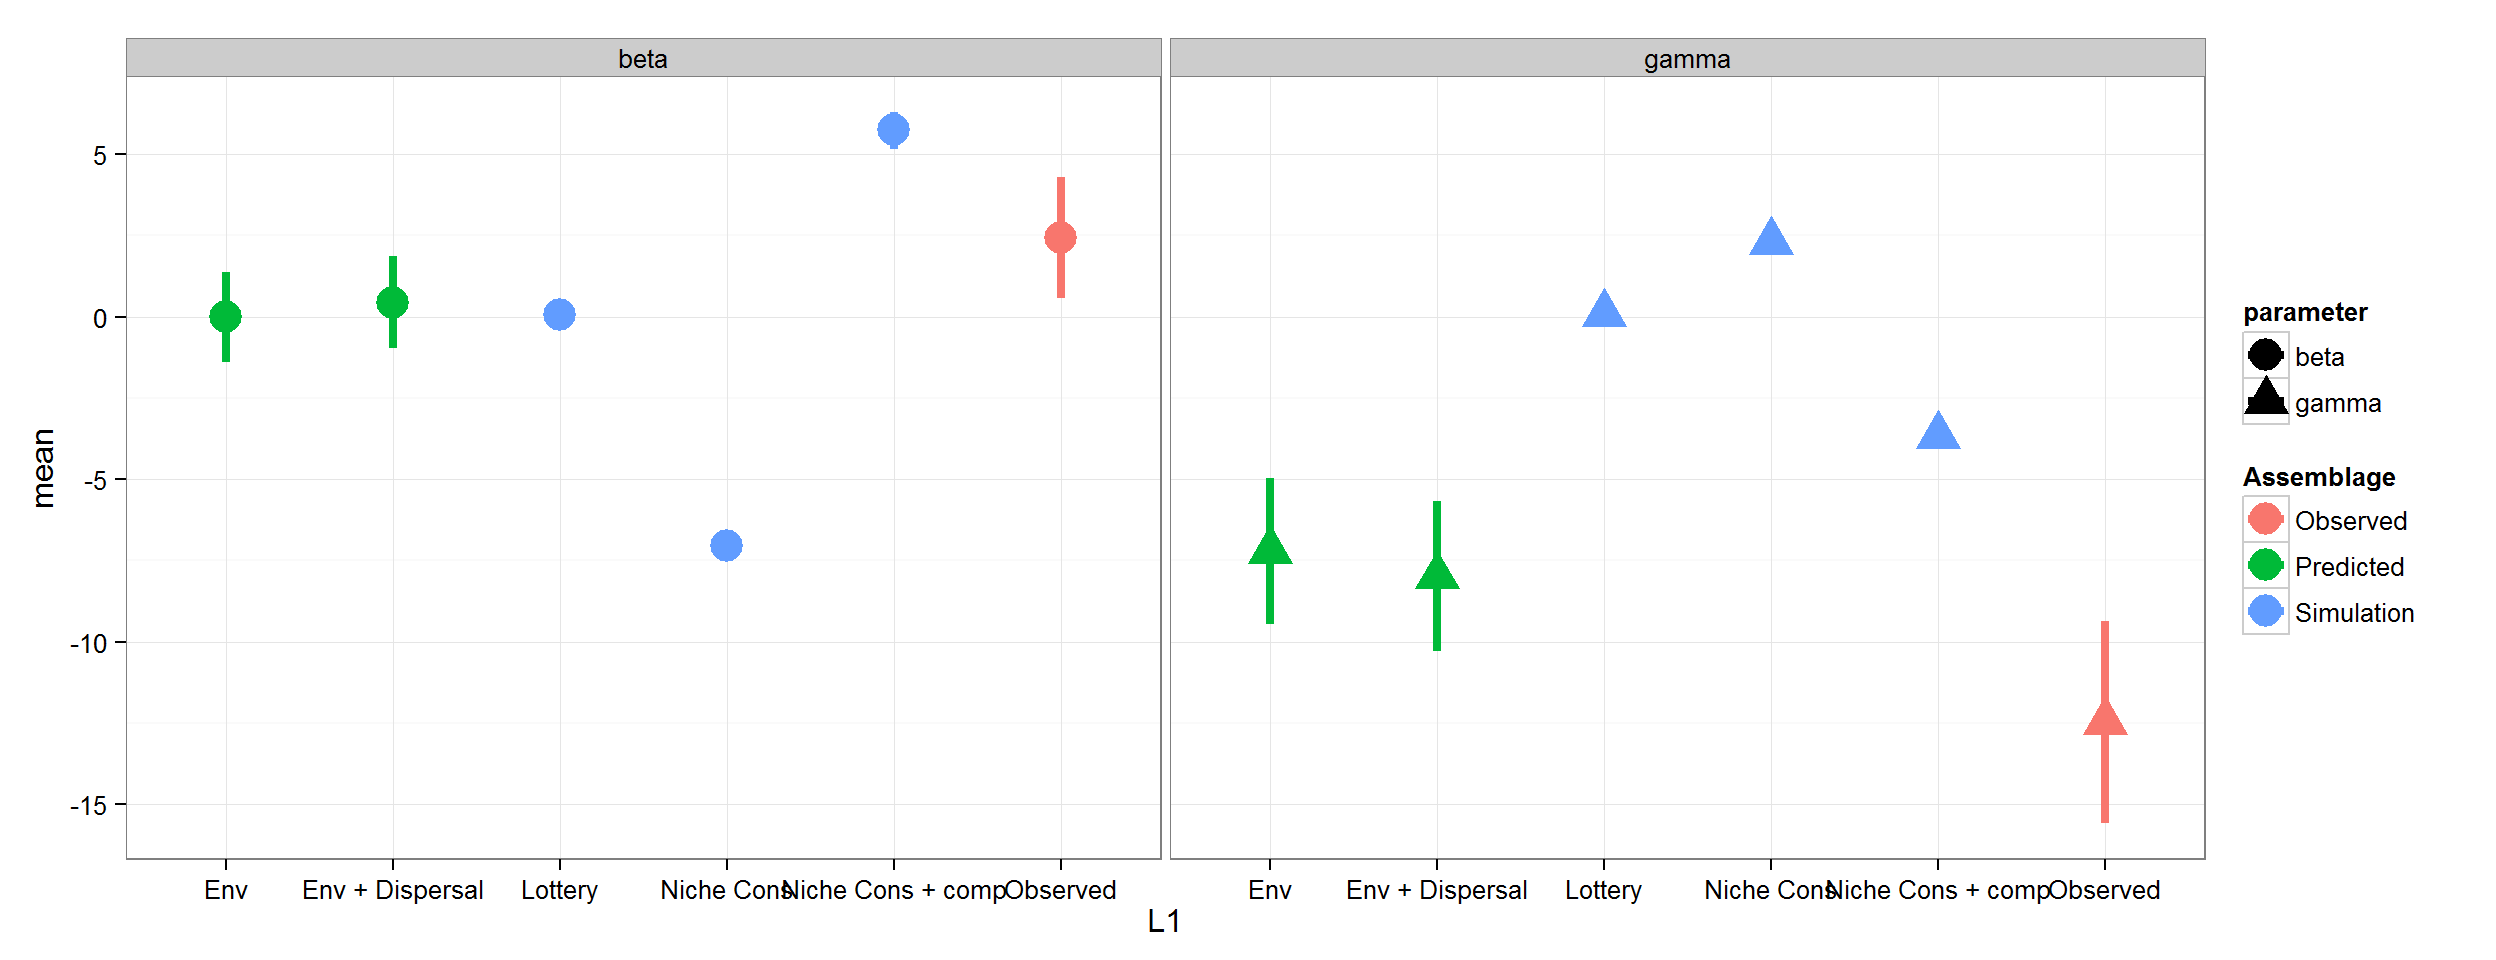 beta
gamma
5
0
-5
-10
-15
mean
Env
Env + Dispersal
Lottery
Niche Cons
Niche Cons + comp
Observed
Env
Env + Dispersal
Lottery
Niche Cons
Niche Cons + comp
Observed
L1
parameter
beta
gamma
Assemblage
Observed
Predicted
Simulation